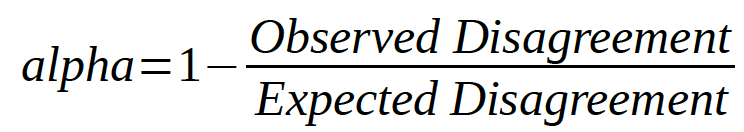 alpha=1− Observed Disagreement
Expected Disagreement